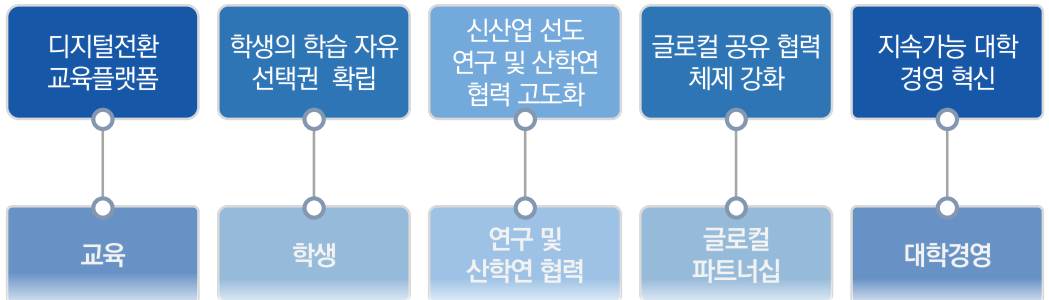 디지털전환
교육플랫폼
학생의 학습 자유
선택권 확립
신산업 선도
연구 및 산학연
협력 고도화
글로컬 공유 협력
체제 강화
지속가능 대학
경영 혁신
교육
학생
연구 및
산학연 협력
글로컬
파트너십
대학경영